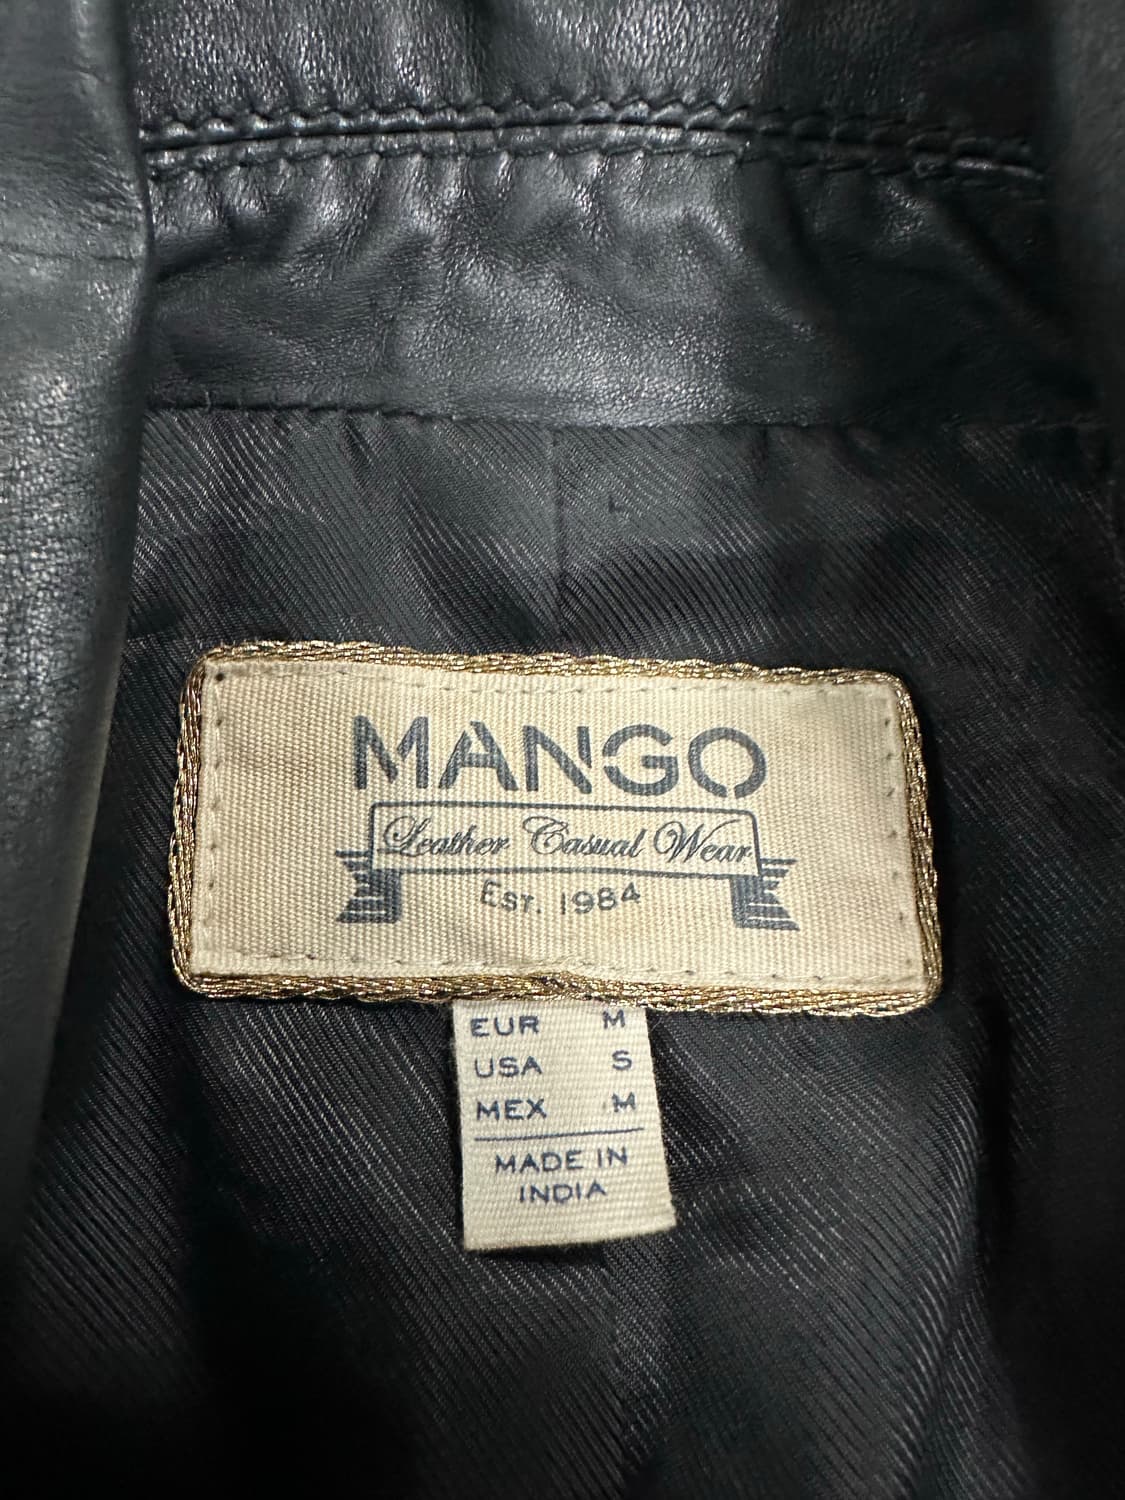 MANGO
Leather Casual Wear
EST. 1984
EUR M
USA S
MEX M
MADE IN
INDIA